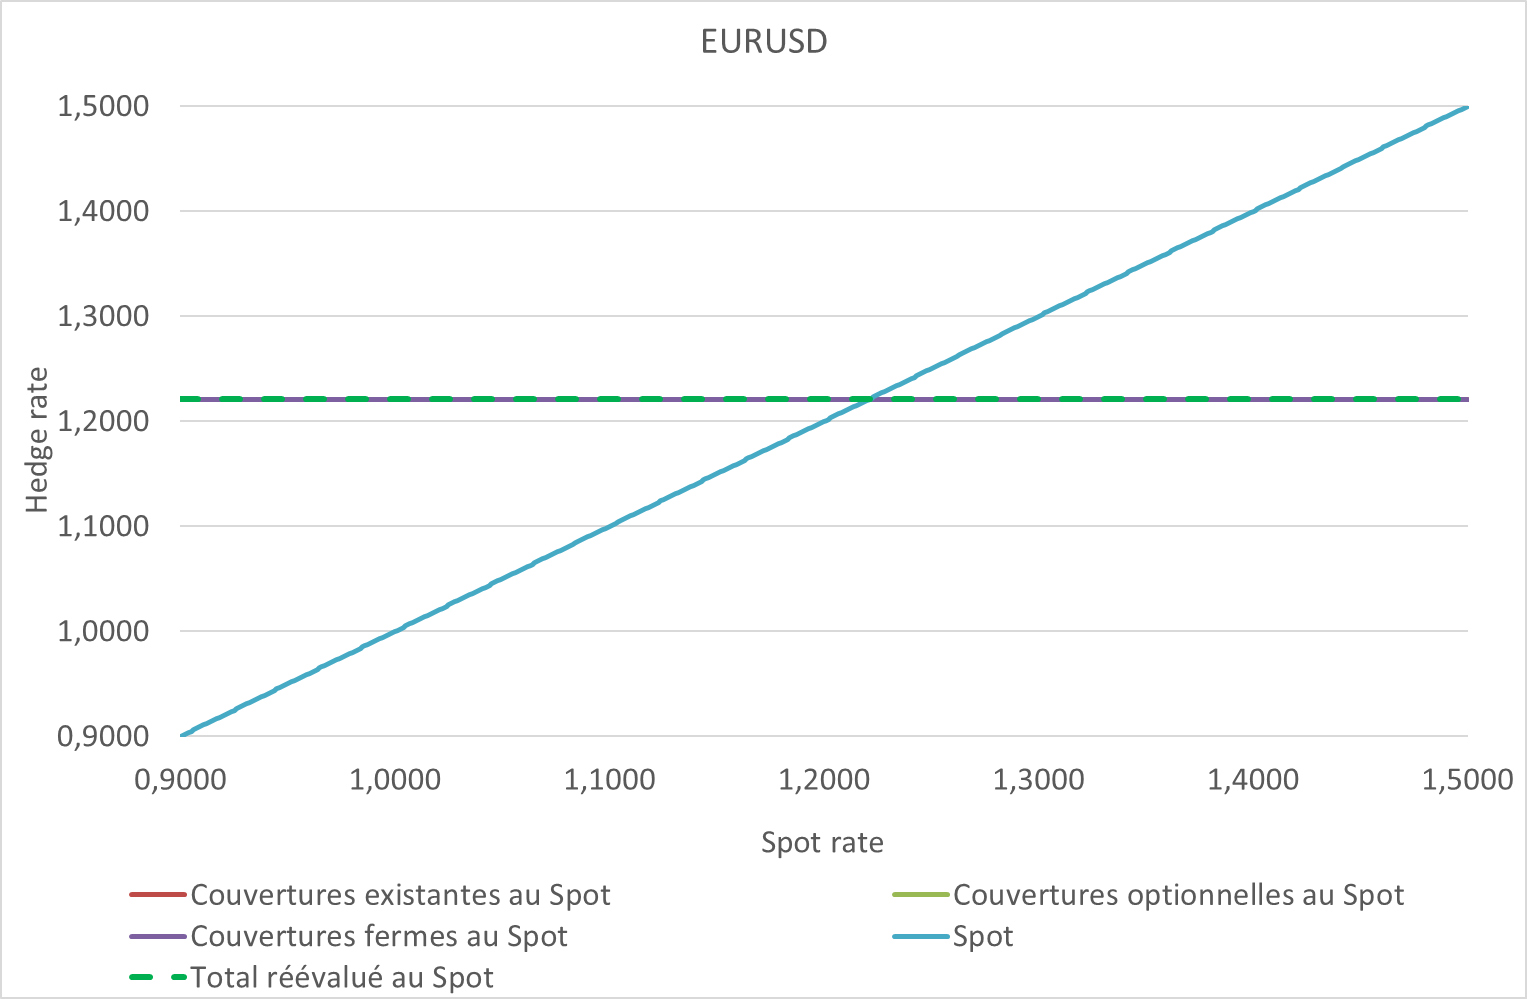 EURUSD
1,5000
1,4000
1,3000
Hedge rate
1,2000
1,1000
1,0000
0,9000
0,9000 1,0000 1,1000 1,2000 1,3000 1,4000 1,5000
Spot rate
Couvertures existantes au Spot Couvertures optionnelles au Spot
Couvertures fermes au Spot Spot
Total réévalué au Spot